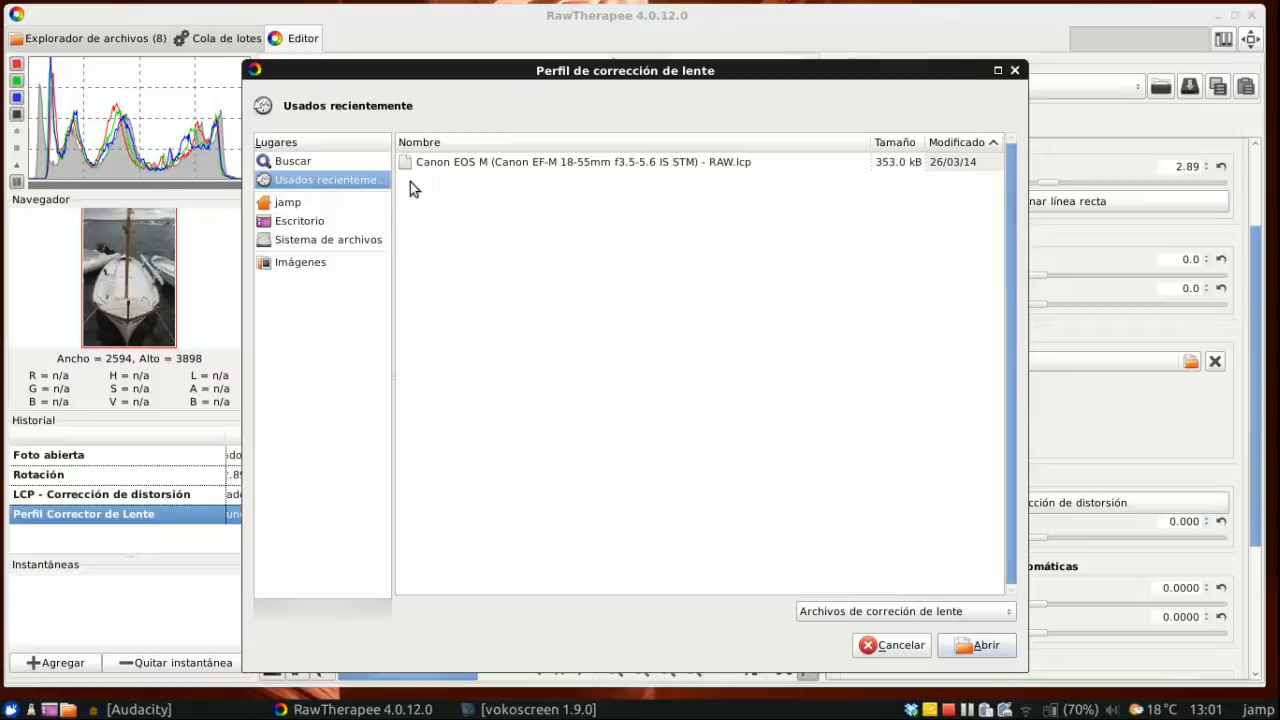 RawTherapee 4.0.12.0
Explorador de archivos (8)
Cola de lotes
Editor
Perfil de corrección de lente
Usados recientemente
Lugares
Buscar
Usados recienteme...
jamp
Escritorio
Sistema de archivos
Imágenes
Nombre
Tamaño
Modificado
Canon EOS M (Canon EF-M 18-55mm f3.5-5.6 IS STM) - RAW.lcp
353.0 kB
26/03/14
Archivos de correción de lente
Cancelar
Abrir
Navegador
Ancho = 2594, Alto = 3898
R = n/a H = n/a L = n/a
G = n/a S = n/a A = n/a
B = n/a V = n/a B = n/a
Historial
Foto abierta
Rotación
LCP - Corrección de distorsión
Perfil Corrector de Lente
Instantáneas
Agregar
Quitar instantánea
2.89
nar línea recta
0.0
0.0
cción de distorsión
0.000
omáticas
0.0000
0.0000
[Audacity]
RawTherapee 4.0.12.0
[vokoscreen 1.9.0]
(70%)
18 °C
13:01
jamp